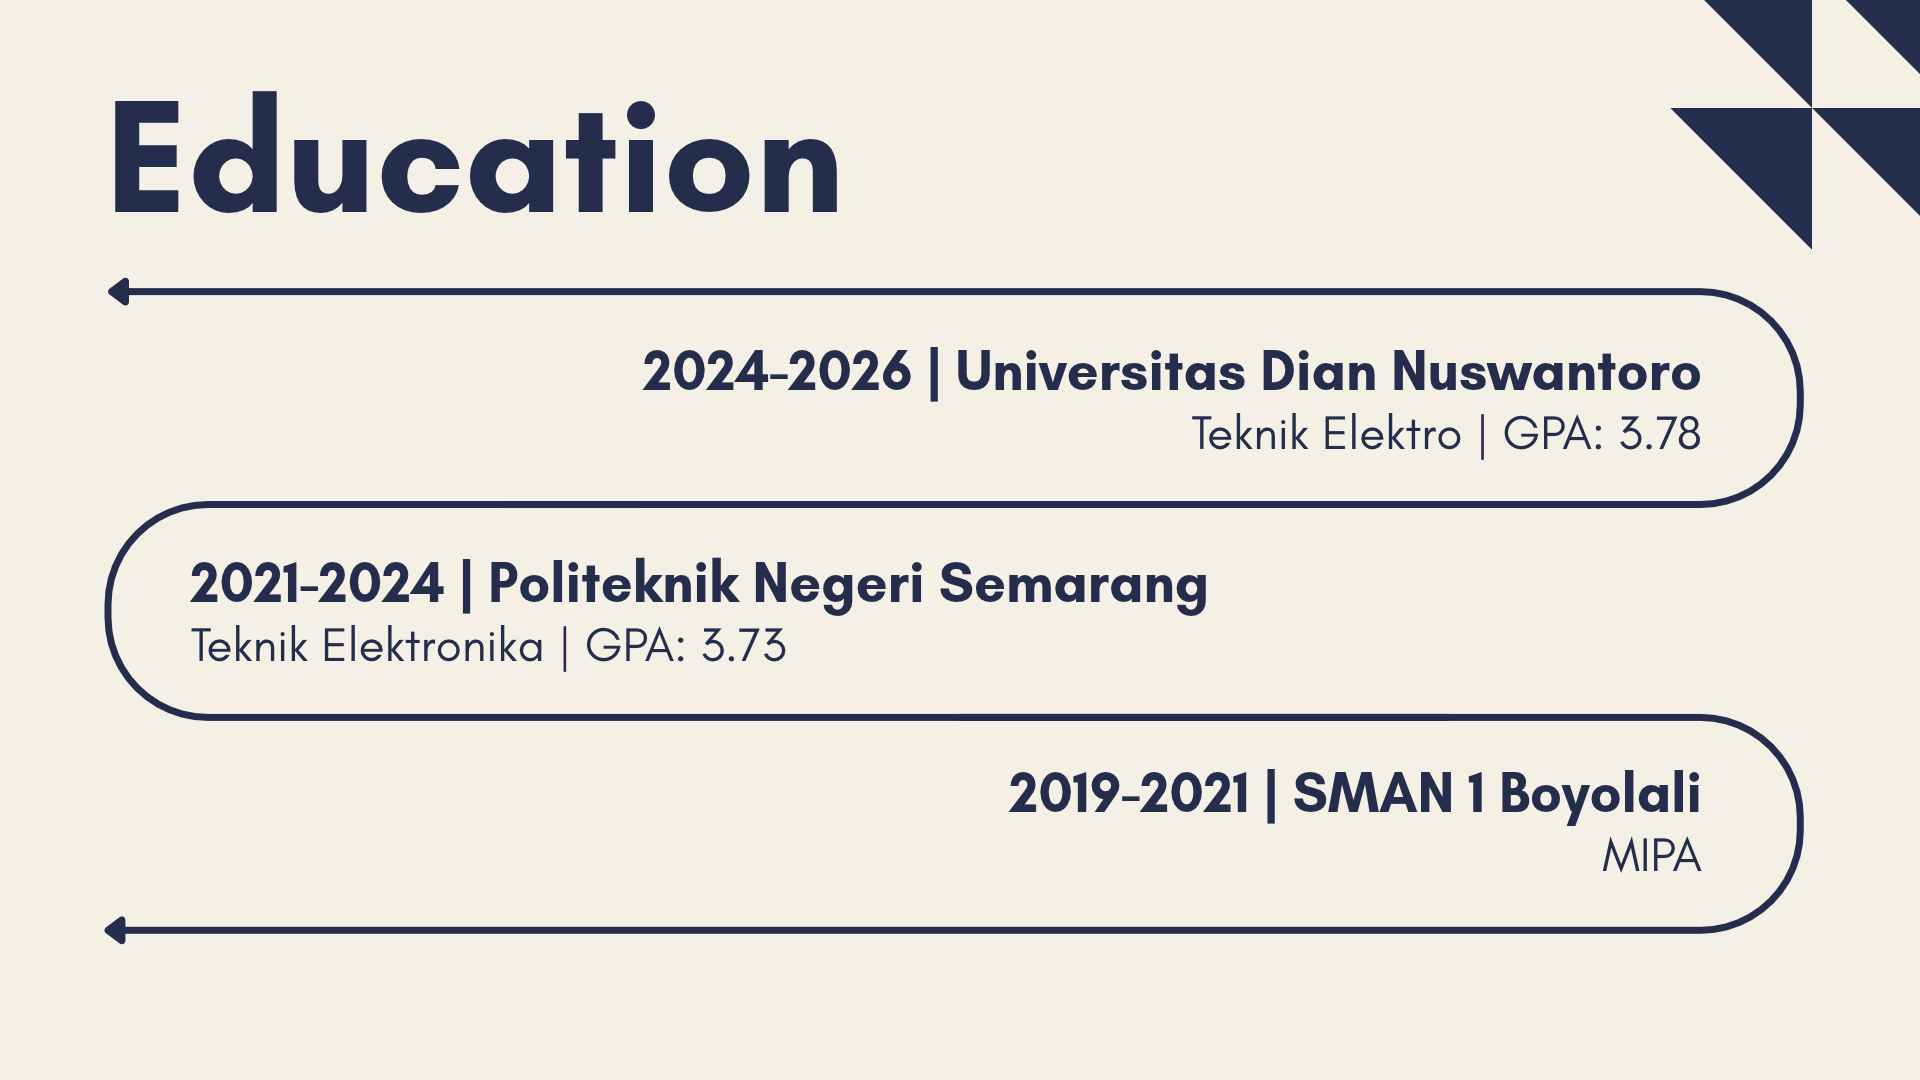 Education
2024-2026 | Universitas Dian Nuswantoro
Teknik Elektro | GPA: 3.78
2021-2024 | Politeknik Negeri Semarang
Teknik Elektronika | GPA: 3.73
2019-2021 | SMAN 1 Boyolali
MIPA